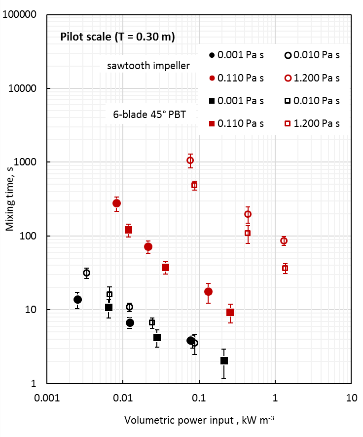 100000
10000
1000
100
10
1
Mixing time, s
Pilot scale (T = 0.30 m)
sawtooth impeller
0.001 Pa s 0.010 Pa s
0.110 Pa s 1.200 Pa s
6-blade 45° PBT
0.001 Pa s 0.010 Pa s
0.110 Pa s 1.200 Pa s
0.001 0.01 0.1 1 10
Volumetric power input , kW m⁻³